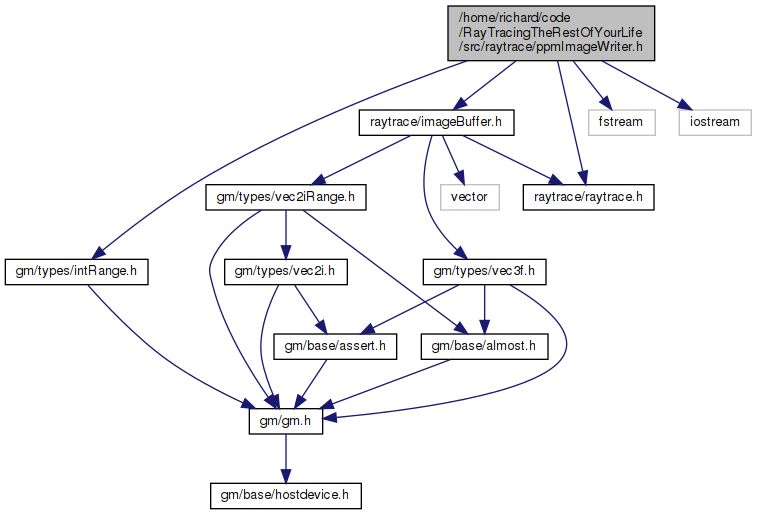 /home/richard/code
/RayTracingTheRestOfYourLife
/src/raytrace/ppmImageWriter.h
raytrace/imageBuffer.h
fstream
iostream
gm/types/vec2iRange.h
vector
raytrace/raytrace.h
gm/types/intRange.h
gm/types/vec2i.h
gm/types/vec3f.h
gm/base/assert.h
gm/base/almost.h
gm/gm.h
gm/base/hostdevice.h